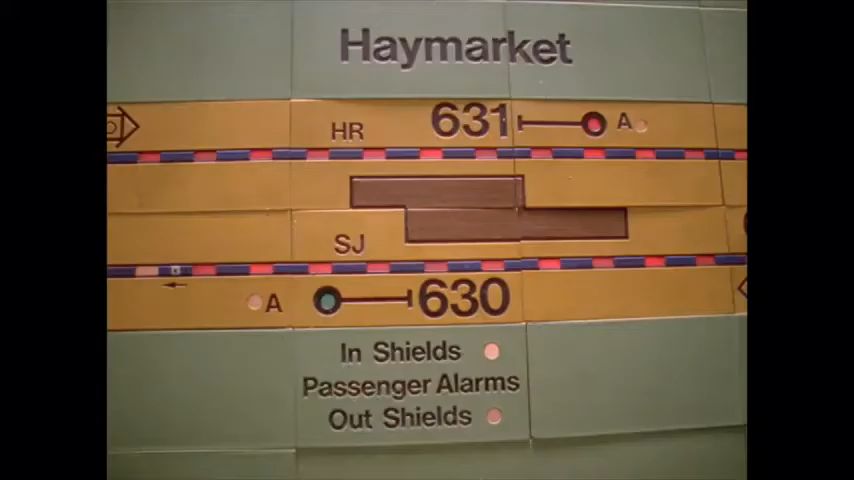 Haymarket
HR 631 A
SJ
A 630
In Shields
Passenger Alarms
Out Shields